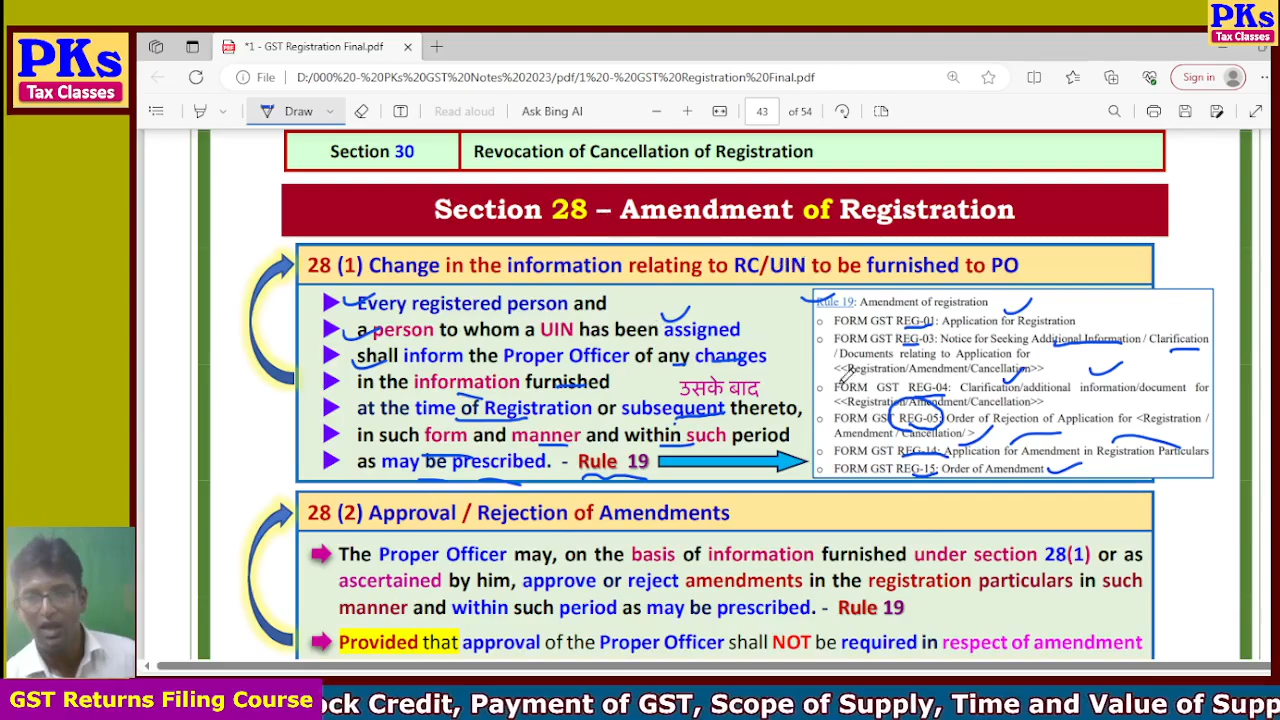 PKs
Tax Classes
PKs
Tax Classes
*1 - GST Registration Final.pdf
File
D:/000%20-%20PKs%20GST%20Notes%202023/pdf/1%20-%20GST%20Registration%20Final.pdf
Sign in
Draw
Read aloud
Ask Bing AI
43
of 54
Section 30
Revocation of Cancellation of Registration
Section 28 – Amendment of Registration
28 (1) Change in the information relating to RC/UIN to be furnished to PO
Every registered person and
a person to whom a UIN has been assigned
shall inform the Proper Officer of any changes
in the information furnished
उसके बाद
at the time of Registration or subsequent thereto,
in such form and manner and within such period
as may be prescribed. - Rule 19
Rule 19: Amendment of registration
FORM GST REG-01: Application for Registration
FORM GST REG-03: Notice for Seeking Additional Information / Clarification
/ Documents relating to Application for
<<Registration/Amendment/Cancellation>>
FORM GST REG-04: Clarification/additional information/document for
<<Registration/Amendment/Cancellation>>
FORM GST REG-05: Order of Rejection of Application for <Registration /
Amendment / Cancellation/ >
FORM GST REG-14: Application for Amendment in Registration Particulars
FORM GST REG-15: Order of Amendment
28 (2) Approval / Rejection of Amendments
The Proper Officer may, on the basis of information furnished under section 28(1) or as
ascertained by him, approve or reject amendments in the registration particulars in such
manner and within such period as may be prescribed. - Rule 19
Provided that approval of the Proper Officer shall NOT be required in respect of amendment
GST Returns Filing Course
ock Credit, Payment of GST, Scope of Supply, Time and Value of Supp